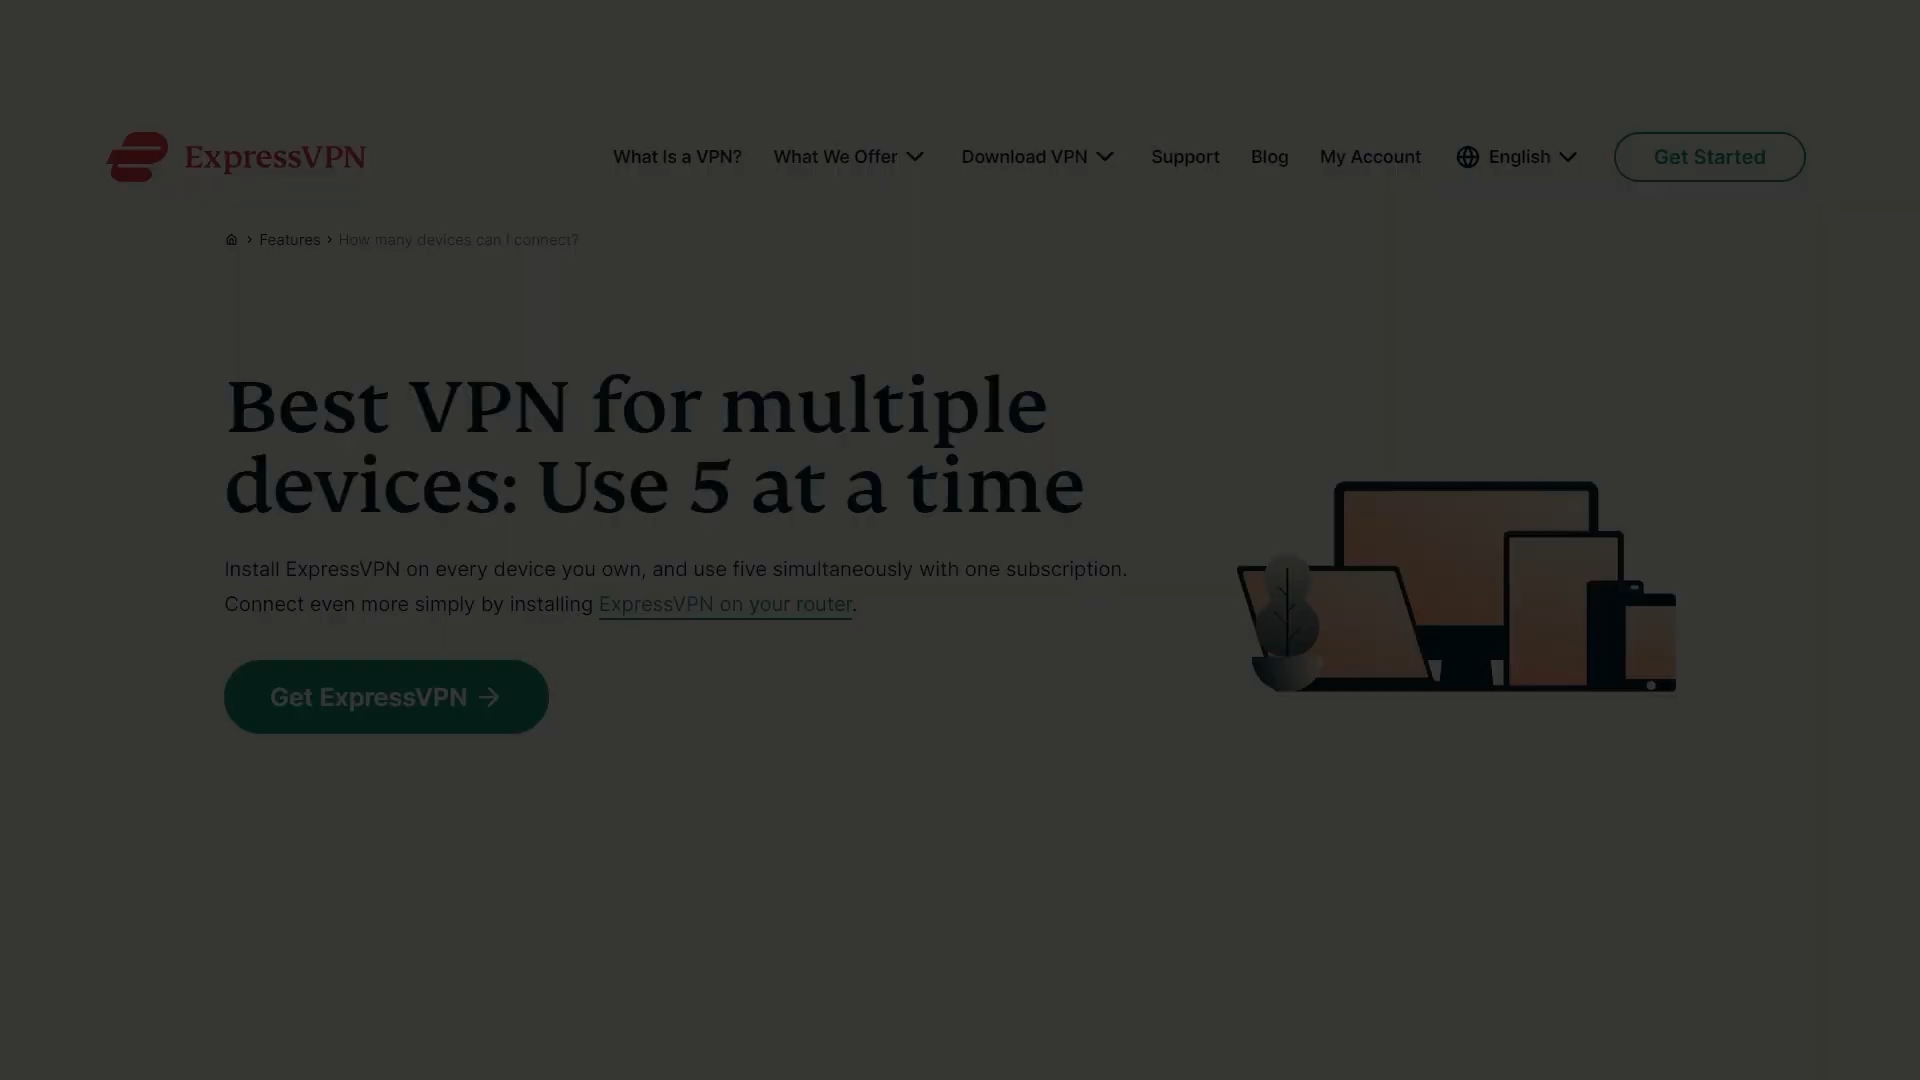 ExpressVPN
What Is a VPN? What We Offer Download VPN Support Blog My Account English Get Started
Features › How many devices can I connect?
Best VPN for multiple
devices: Use 5 at a time
Install ExpressVPN on every device you own, and use five simultaneously with one subscription.
Connect even more simply by installing ExpressVPN on your router.
Get ExpressVPN →